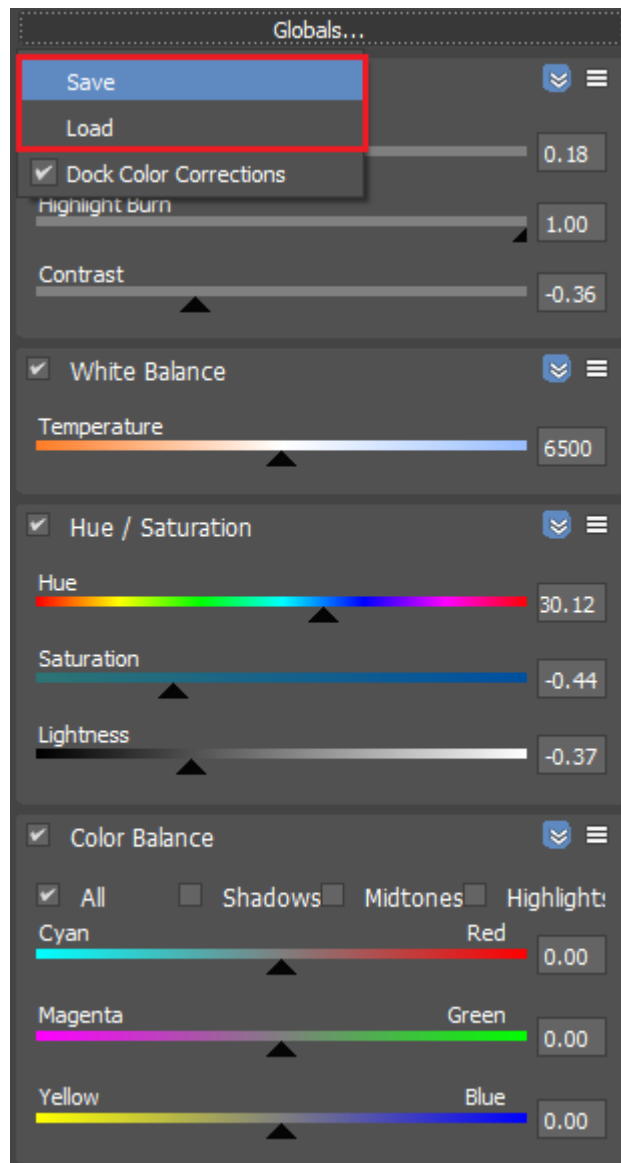 Globals...
Save
Load
0.18
Dock Color Corrections
Highlight Burn
1.00
Contrast
-0.36
White Balance
Temperature
6500
Hue / Saturation
Hue
30.12
Saturation
-0.44
Lightness
-0.37
Color Balance
All Shadows Midtones Highlights
Cyan Red
0.00
Magenta Green
0.00
Yellow Blue
0.00